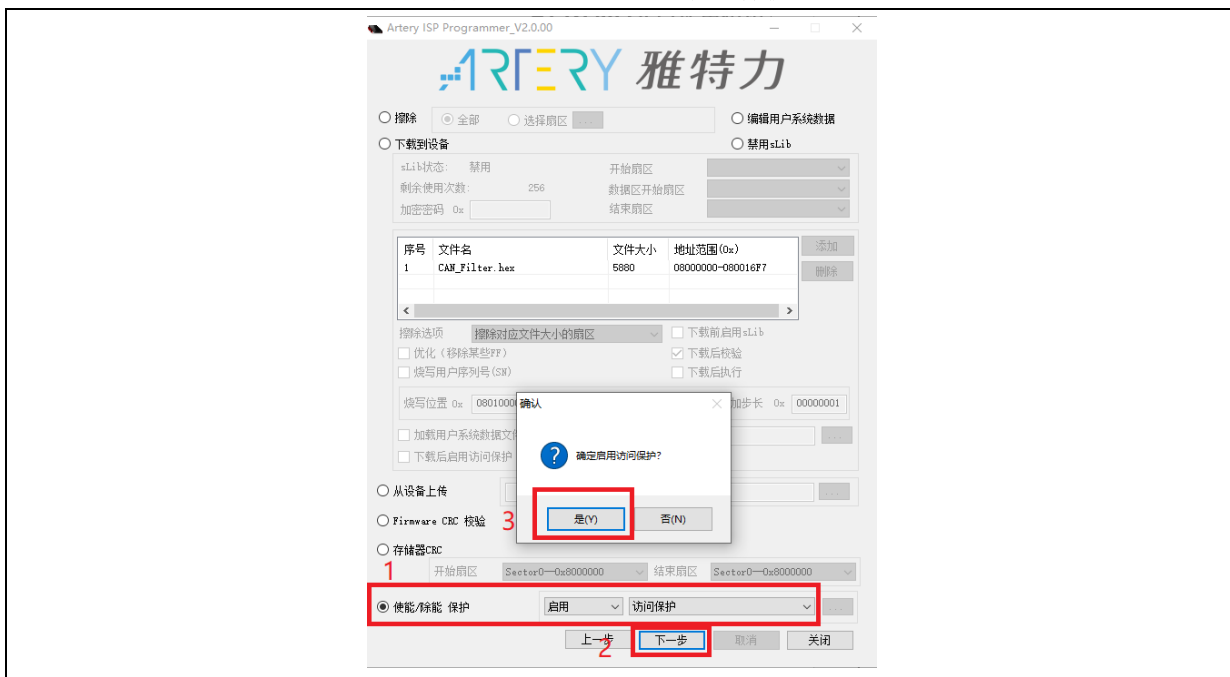 Artery ISP Programmer_V2.0.00
ARTERY 雅特力
擦除 全部 选择扇区 ... 编辑用户系统数据
下载到设备 禁用sLib
sLib状态: 禁用 开始扇区
剩余使用次数: 256 数据区开始扇区
加密密码 0x 结束扇区
序号 文件名 文件大小 地址范围(0x) 添加
1 CAN_Filter.hex 5880 08000000-080016F7 删除
擦除选项 擦除对应文件大小的扇区 下载前启用sLib
优化(移除某些FF) 下载后校验
烧写用户序列号(SN) 下载后执行
烧写位置 0x 0801000 加步长 0x 00000001
加载用户系统数据文 ...
下载后启用访问保护
确认
确定启用访问保护?
是(Y) 否(N)
3
从设备上传 ...
Firmware CRC 校验
存储器CRC
1
开始扇区 Sector0—0x8000000 结束扇区 Sector0—0x8000000
使能/除能 保护 启用 访问保护 ...
上一步 下一步 取消 关闭
2